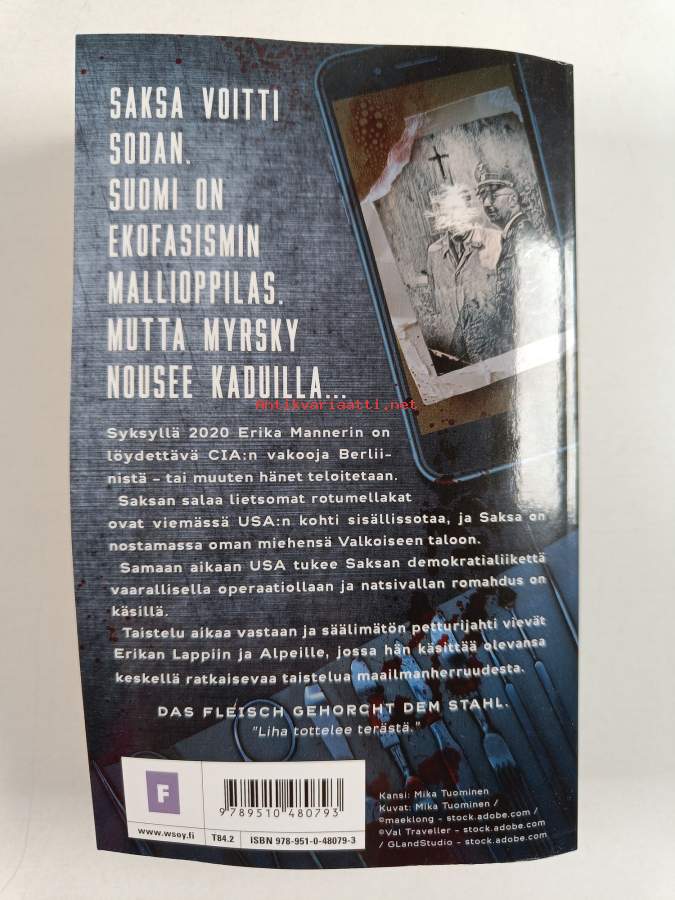 SAKSA VOITTI
SODAN.
SUOMI ON
EKOFASISMIN
MALLIOPPILAS.
MUTTA MYRSKY
NOUSEE KADUILLA...
Antikvariaatti.net
Syksyllä 2020 Erika Mannerin on
löydettävä CIA:n vakooja Berlii-
nistä – tai muuten hänet teloitetaan.
Saksan salaa lietsomat rotumellakat
ovat viemässä USA:n kohti sisällissotaa, ja Saksa on
nostamassa oman miehensä Valkoiseen taloon.
Samaan aikaan USA tukee Saksan demokratialiikettä
vaarallisella operaatiollaan ja natsivallan romahdus on
käsillä.
Taistelu aikaa vastaan ja säälimätön petturijahti vievät
Erikan Lappiin ja Alpeille, jossa hän käsittää olevansa
keskellä ratkaisevaa taistelua maailmanherruudesta.
DAS FLEISCH GEHORCHT DEM STAHL.
"Liha tottelee terästä."
F
9 789510 480793
www.wsoy.fi
T84.2
ISBN 978-951-0-48079-3
Kansi: Mika Tuominen
Kuvat: Mika Tuominen /
©maeklong - stock.adobe.com /
©Val Traveller - stock.adobe.com
/ GLandStudio - stock.adobe.com